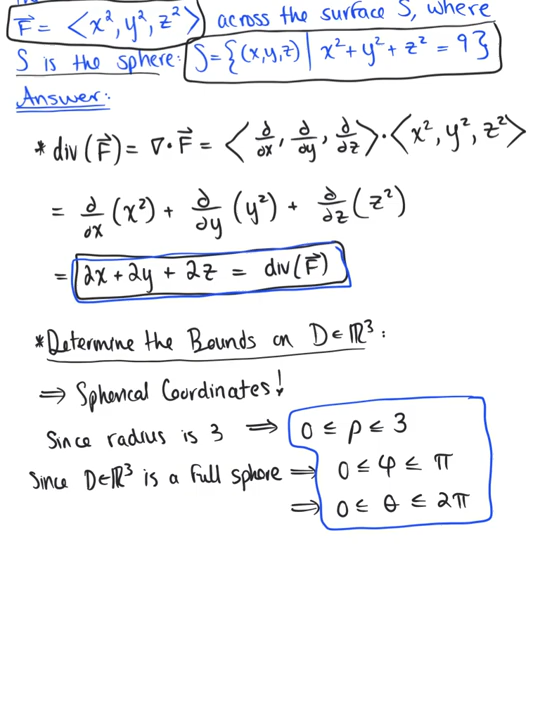 F⃗ = ⟨x², y², z²⟩ across the surface S, where
S is the sphere: S={(x,y,z) | x²+y²+z² = 9}
Answer:
* div(F⃗) = ∇·F⃗ = ⟨∂/∂x, ∂/∂y, ∂/∂z⟩·⟨x², y², z²⟩
= ∂/∂x (x²) + ∂/∂y (y²) + ∂/∂z (z²)
= 2x+2y+2z = div(F⃗)
*Determine the Bounds on D∈ℝ³:
⇒ Spherical Coordinates!
Since radius is 3 ⇒ 0 ≤ ρ ≤ 3
Since D∈ℝ³ is a full sphere ⇒ 0 ≤ φ ≤ π
⇒ 0 ≤ θ ≤ 2π